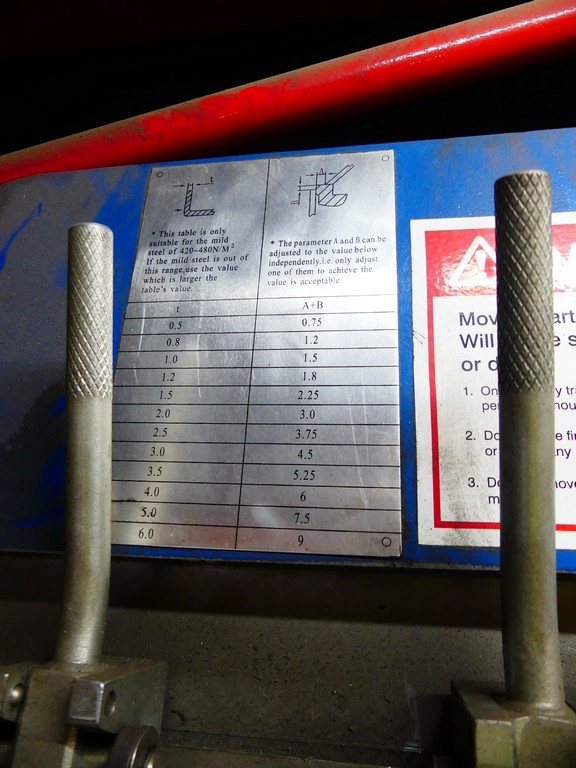 t
* This table is only
suitable for the mild
steel of 420~480N/M²
If the mild steel is out of
this range,use the value
which is larger the
table's value.
* The parameter A and B can be
adjusted to the value below
independently.i.e. only adjust
one of them to achieve the
value is acceptable.
t A+B
0.5 0.75
0.8 1.2
1.0 1.5
1.2 1.8
1.5 2.25
2.0 3.0
2.5 3.75
3.0 4.5
3.5 5.25
4.0 6
5.0 7.5
6.0 9
Will
or
1.
2.
or
3.